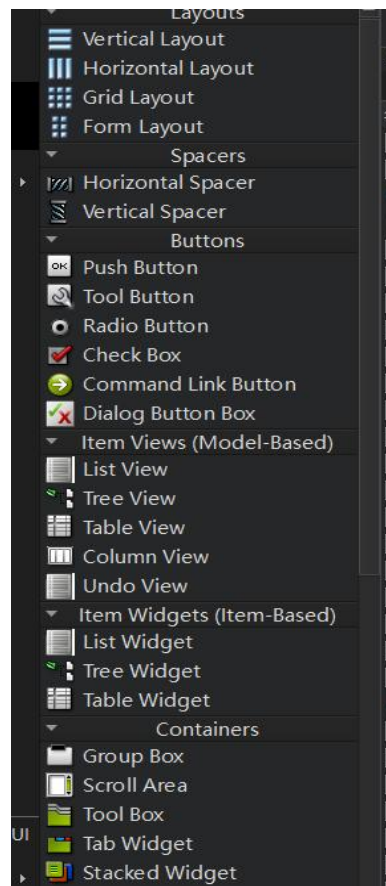 Layouts
Vertical Layout
Horizontal Layout
Grid Layout
Form Layout
Spacers
Horizontal Spacer
Vertical Spacer
Buttons
OK Push Button
Tool Button
Radio Button
Check Box
Command Link Button
Dialog Button Box
Item Views (Model-Based)
List View
Tree View
Table View
Column View
Undo View
Item Widgets (Item-Based)
List Widget
Tree Widget
Table Widget
Containers
Group Box
Scroll Area
Tool Box
UI
Tab Widget
Stacked Widget